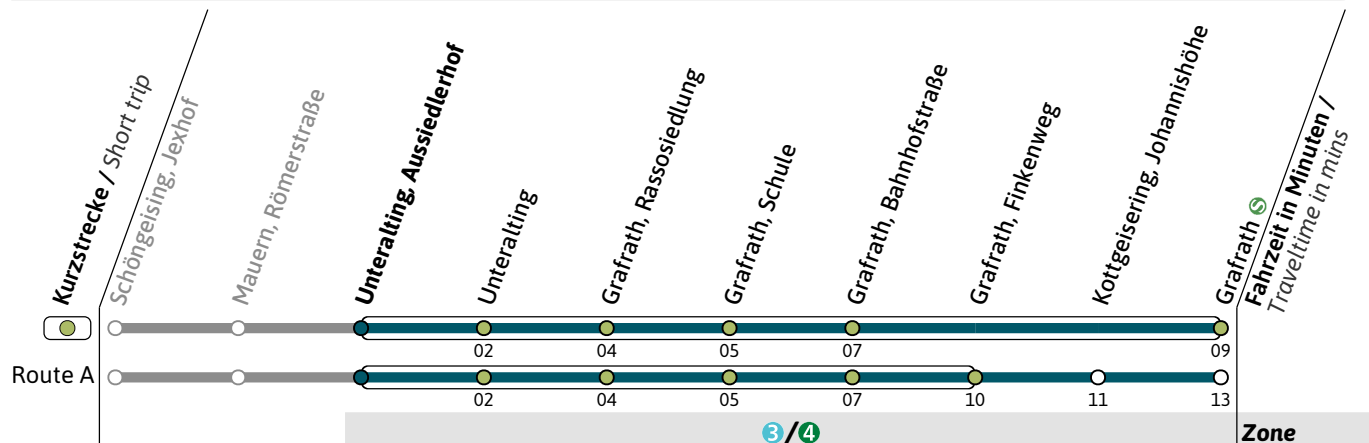 Kurzstrecke / Short trip
Schöngeising, Jexhof
Mauern, Römerstraße
Unteralting, Aussiedlerhof
Unteralting
Grafrath, Rassosiedlung
Grafrath, Schule
Grafrath, Bahnhofstraße
Grafrath, Finkenweg
Kottgeisering, Johannishöhe
Grafrath S
Fahrzeit in Minuten /
Traveltime in mins
02 04 05 07 09
Route A
02 04 05 07 10 11 13
3/4 Zone